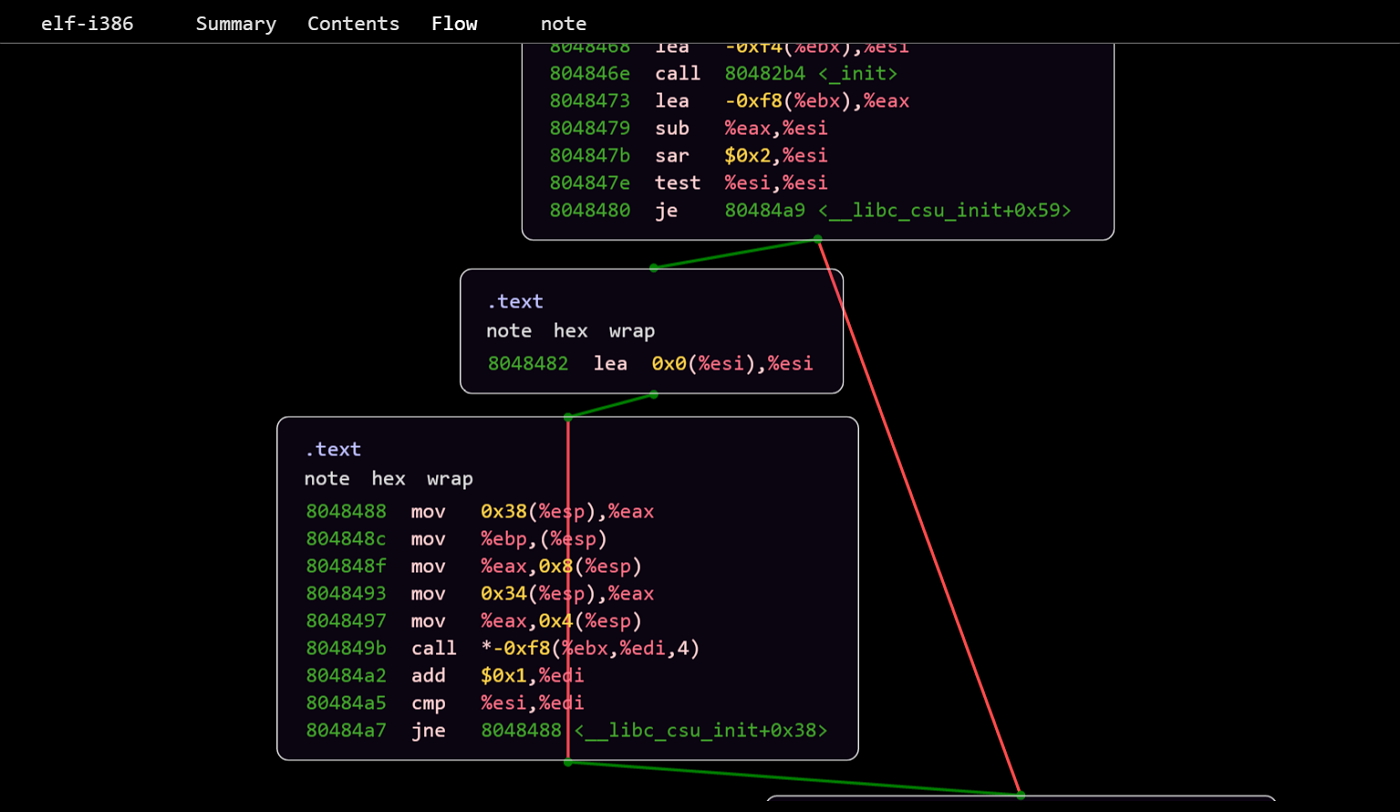 elf-i386 Summary Contents Flow note
8048468 lea -0xf4(%ebx),%esi
804846e call 80482b4 <_init>
8048473 lea -0xf8(%ebx),%eax
8048479 sub %eax,%esi
804847b sar $0x2,%esi
804847e test %esi,%esi
8048480 je 80484a9 <__libc_csu_init+0x59>
.text
note hex wrap
8048482 lea 0x0(%esi),%esi
.text
note hex wrap
8048488 mov 0x38(%esp),%eax
804848c mov %ebp,(%esp)
804848f mov %eax,0x8(%esp)
8048493 mov 0x34(%esp),%eax
8048497 mov %eax,0x4(%esp)
804849b call *-0xf8(%ebx,%edi,4)
80484a2 add $0x1,%edi
80484a5 cmp %esi,%edi
80484a7 jne 8048488 <__libc_csu_init+0x38>